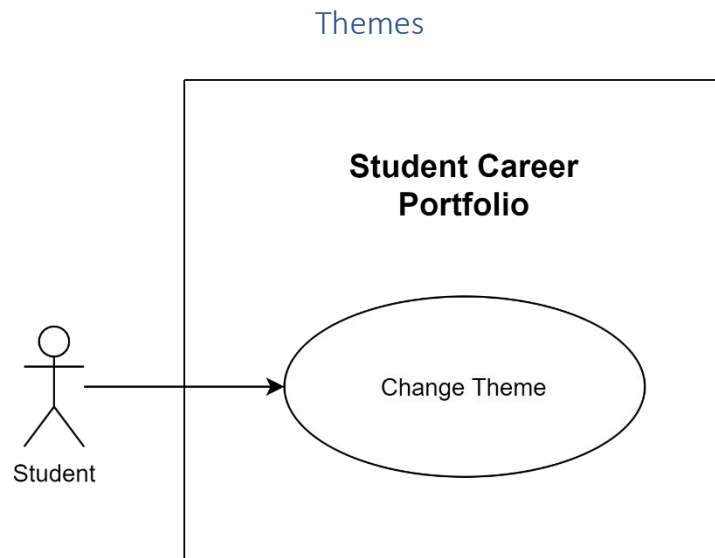 Themes
Student Career
Portfolio
Change Theme
Student